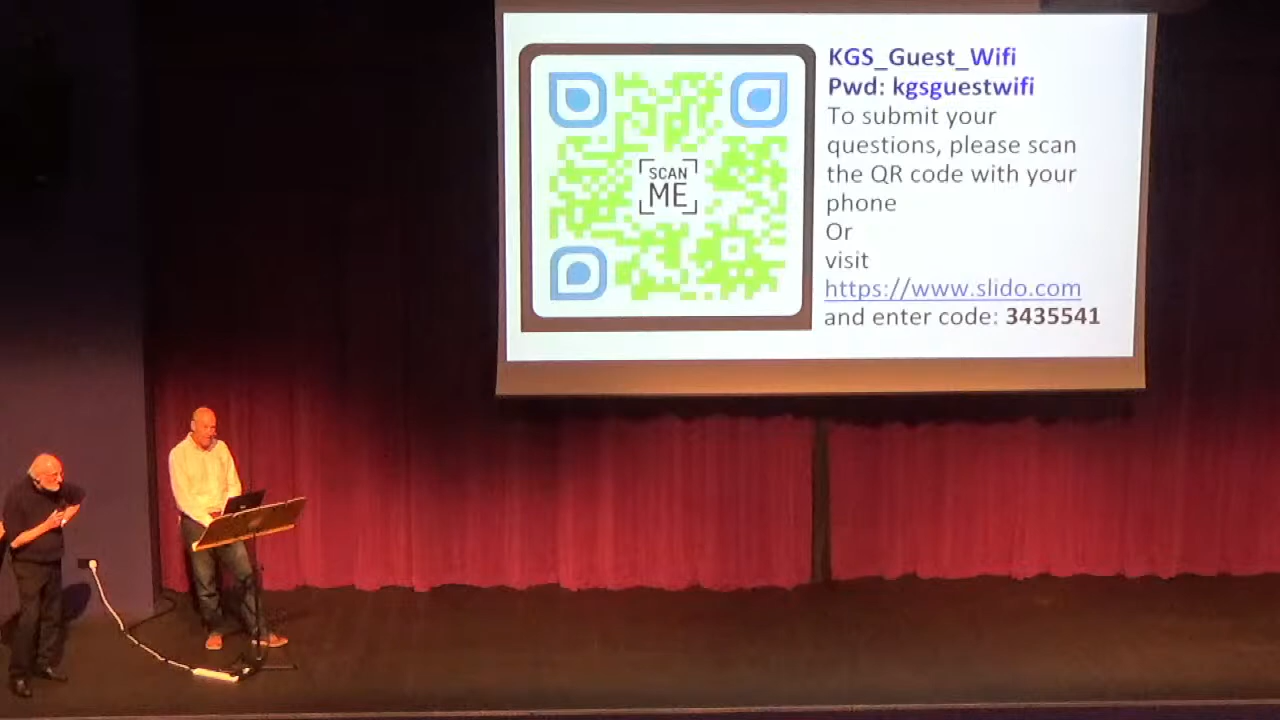 SCAN
ME
KGS_Guest_Wifi
Pwd: kgsguestwifi
To submit your
questions, please scan
the QR code with your
phone
Or
visit
https://www.slido.com
and enter code: 3435541